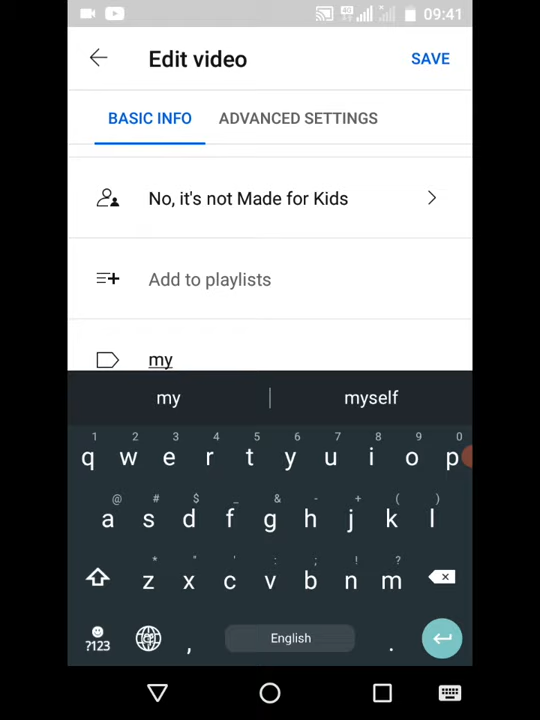 4G 09:41
Edit video SAVE
BASIC INFO ADVANCED SETTINGS
No, it's not Made for Kids
Add to playlists
my
my myself
1 2 3 4 5 6 7 8 9 0
q w e r t y u i o p
@ # $ _ & - + ( )
a s d f g h j k l
* " ' : ; ! ?
z x c v b n m
?123 , English .